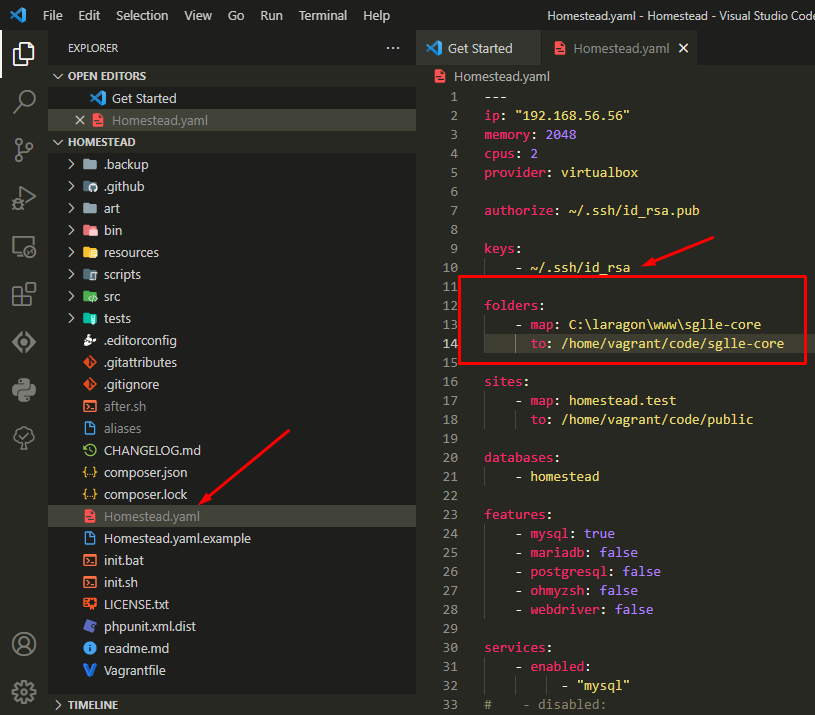 File Edit Selection View Go Run Terminal Help Homestead.yaml - Homestead - Visual Studio Code
EXPLORER ...
OPEN EDITORS
Get Started
Homestead.yaml
HOMESTEAD
.backup
.github
art
bin
resources
scripts
src
tests
.editorconfig
.gitattributes
.gitignore
after.sh
aliases
CHANGELOG.md
composer.json
composer.lock
Homestead.yaml
Homestead.yaml.example
init.bat
init.sh
LICENSE.txt
phpunit.xml.dist
readme.md
Vagrantfile
TIMELINE
Get Started Homestead.yaml
Homestead.yaml
1 ---
2 ip: "192.168.56.56"
3 memory: 2048
4 cpus: 2
5 provider: virtualbox
6
7 authorize: ~/.ssh/id_rsa.pub
8
9 keys:
10 - ~/.ssh/id_rsa
11
12 folders:
13 - map: C:\laragon\www\sglle-core
14 to: /home/vagrant/code/sglle-core
15
16 sites:
17 - map: homestead.test
18 to: /home/vagrant/code/public
19
20 databases:
21 - homestead
22
23 features:
24 - mysql: true
25 - mariadb: false
26 - postgresql: false
27 - ohmyzsh: false
28 - webdriver: false
29
30 services:
31 - enabled:
32 - "mysql"
33 # - disabled: